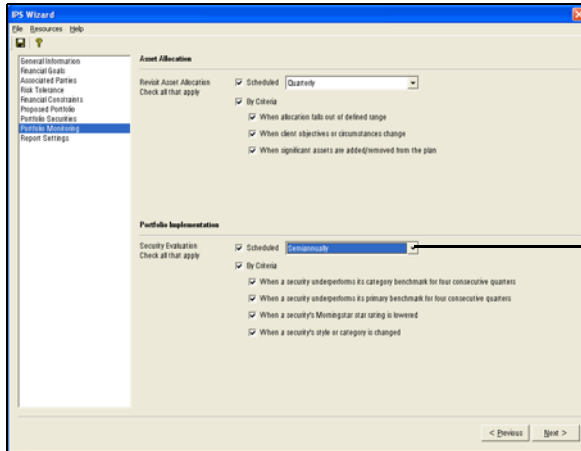 IPS Wizard
File Resources Help
General Information
Financial Goals
Associated Parties
Risk Tolerance
Financial Constraints
Proposed Portfolio
Portfolio Securities
Portfolio Monitoring
Report Settings
Asset Allocation
Revisit Asset Allocation
Check all that apply
Scheduled Quarterly
By Criteria
When allocation falls out of defined range
When client objectives or circumstances change
When significant assets are added/removed from the plan
Portfolio Implementation
Security Evaluation
Check all that apply
Scheduled Semiannually
By Criteria
When a security underperforms its category benchmark for four consecutive quarters
When a security underperforms its primary benchmark for four consecutive quarters
When a security's Morningstar star rating is lowered
When a security's style or category is changed
< Previous Next >